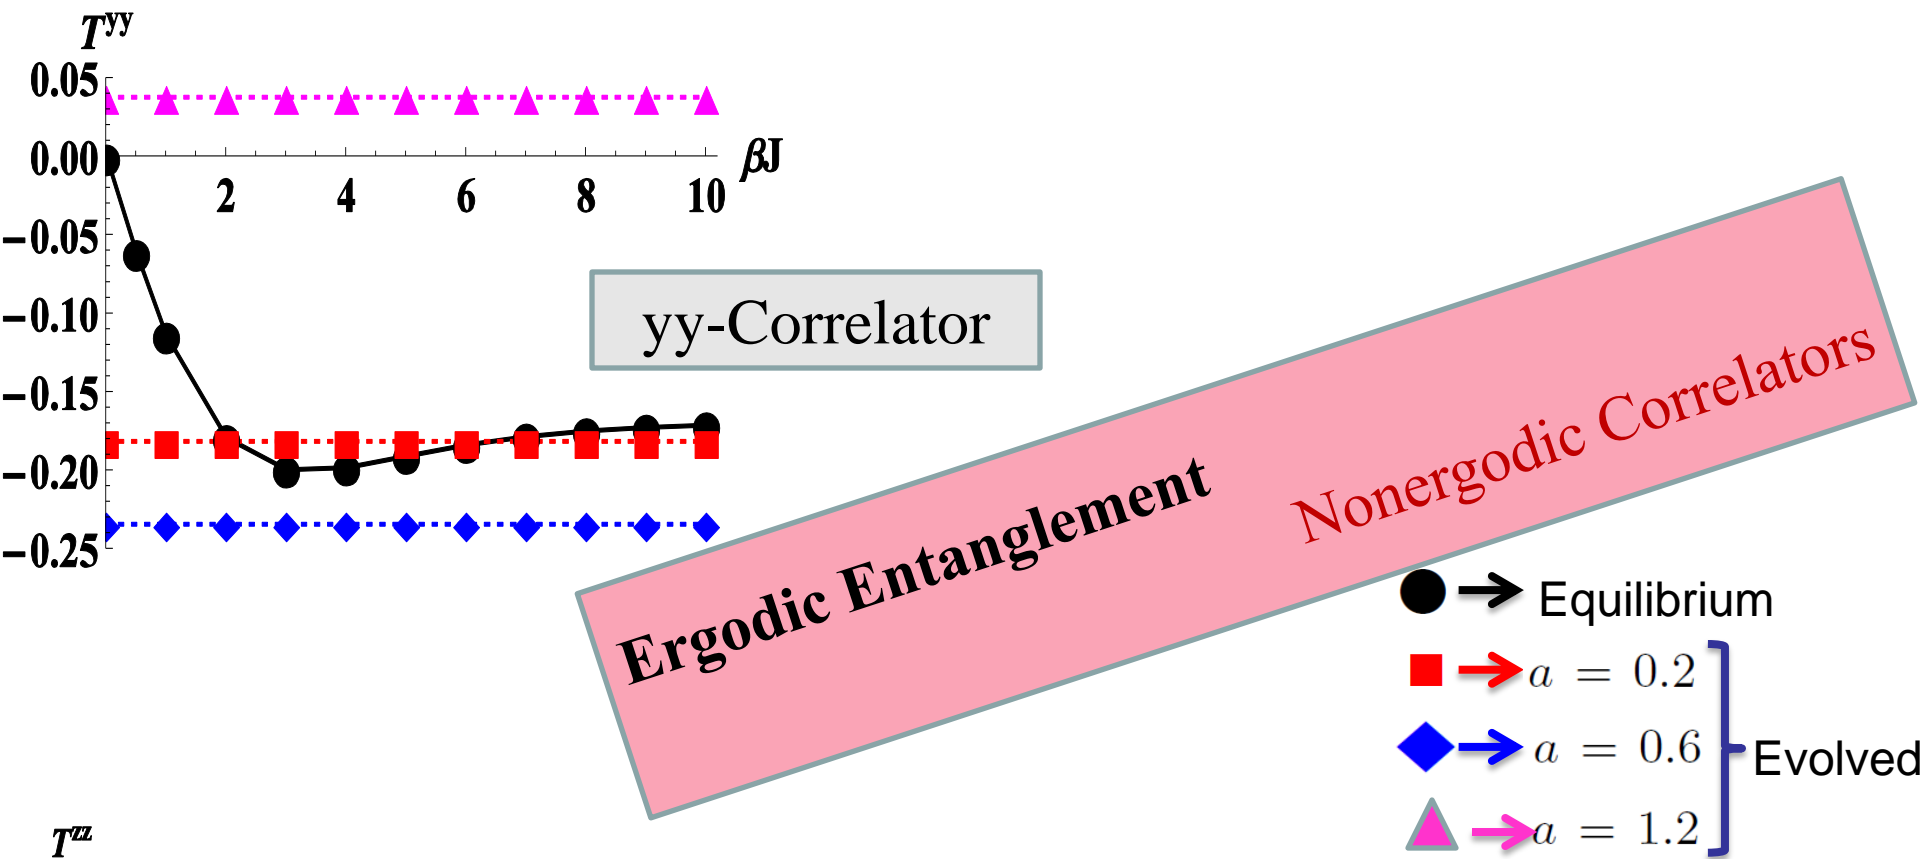 T^yy
0.05
0.00
βJ
2 4 6 8 10
−0.05
−0.10
−0.15
−0.20
−0.25
yy-Correlator
Ergodic Entanglement
Nonergodic Correlators
Equilibrium
a = 0.2
a = 0.6
Evolved
a = 1.2
T^zz